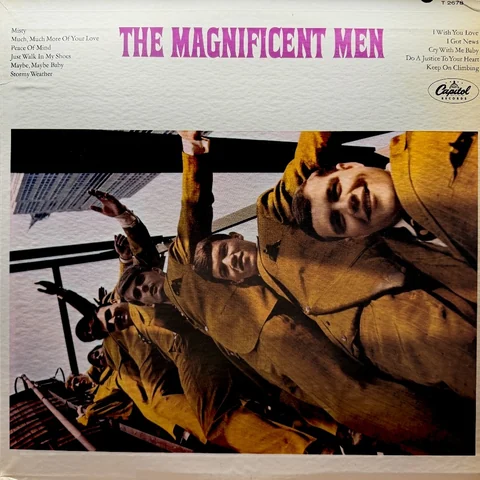 T 2678
Misty
Much, Much More Of Your Love
Peace Of Mind
Just Walk In My Shoes
Maybe, Maybe Baby
Stormy Weather
THE MAGNIFICENT MEN
I Wish You Love
I Got News
Cry With Me Baby
Do A Justice To Your Heart
Keep On Climbing
Capitol
RECORDS